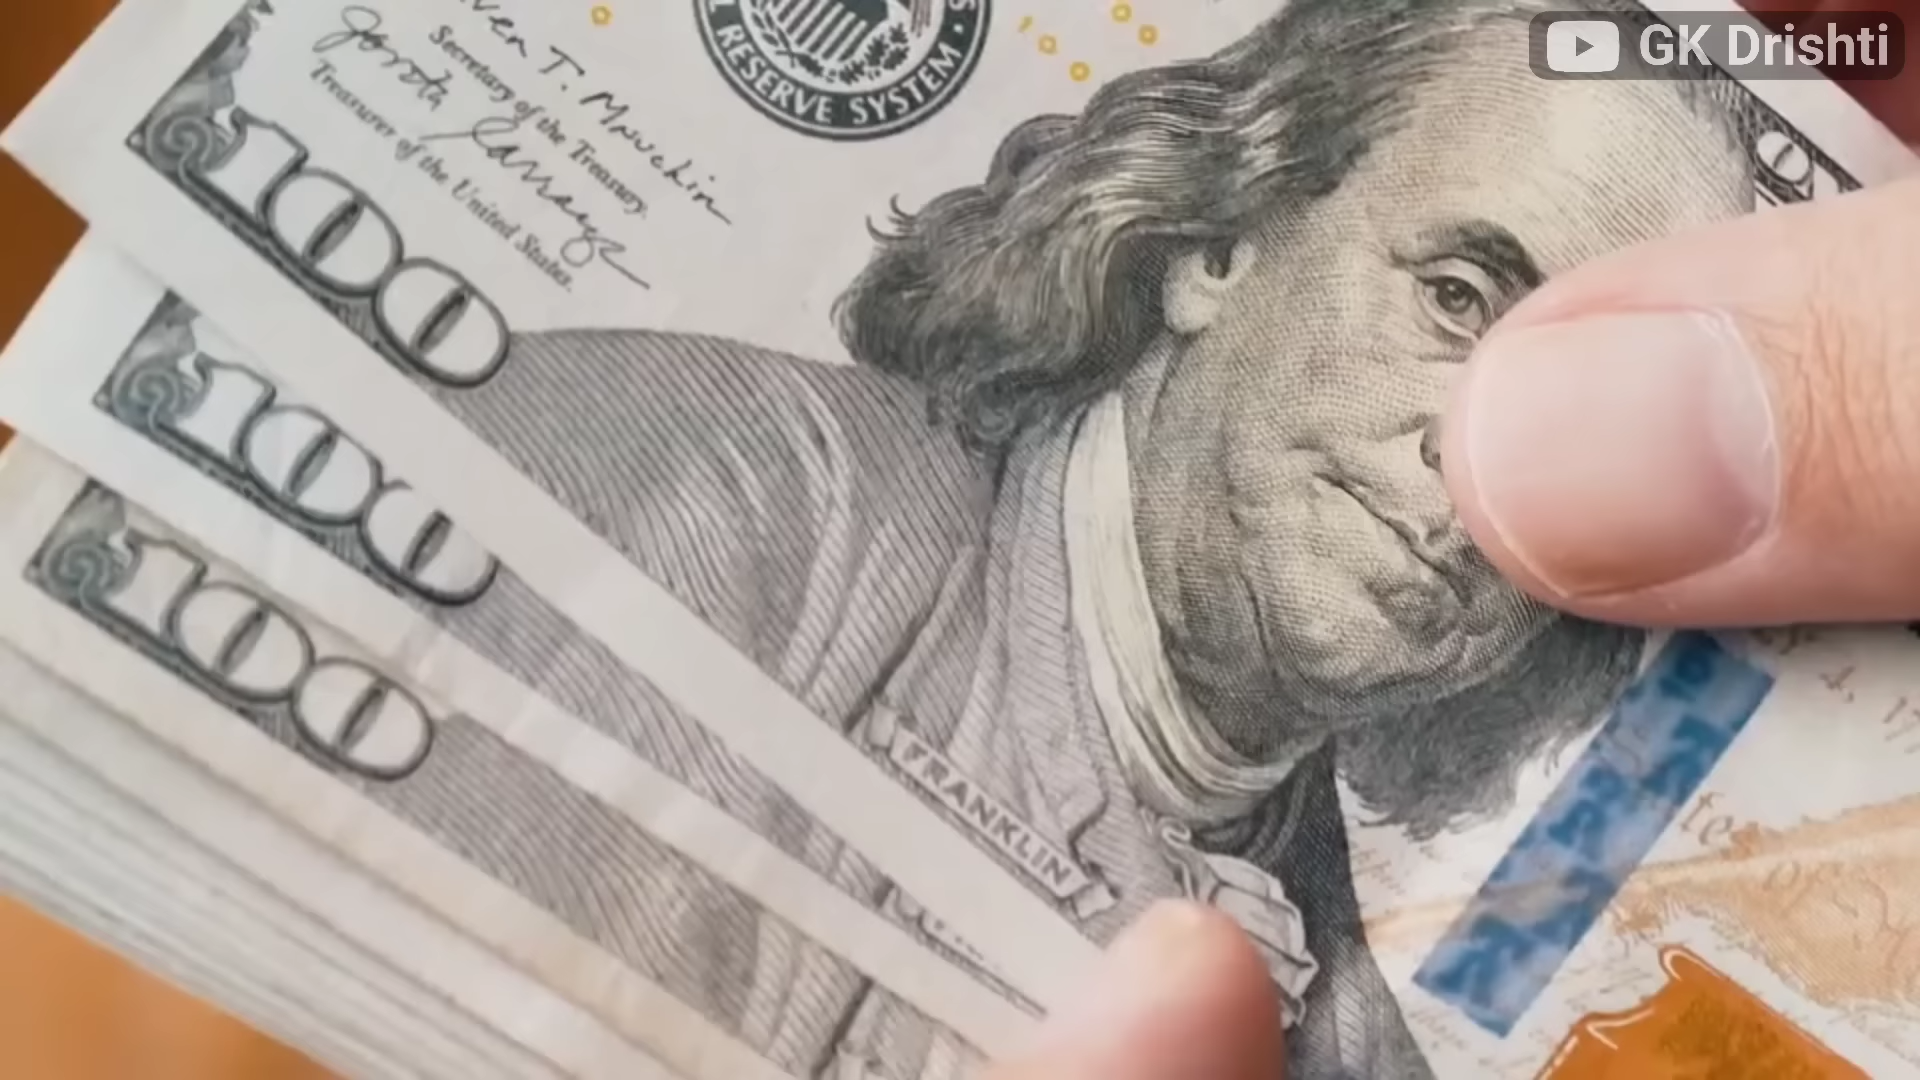 GK Drishti
RESERVE SYSTEM
Steven T. Mnuchin
Secretary of the Treasury.
Treasurer of the United States.
100
100
100
FRANKLIN